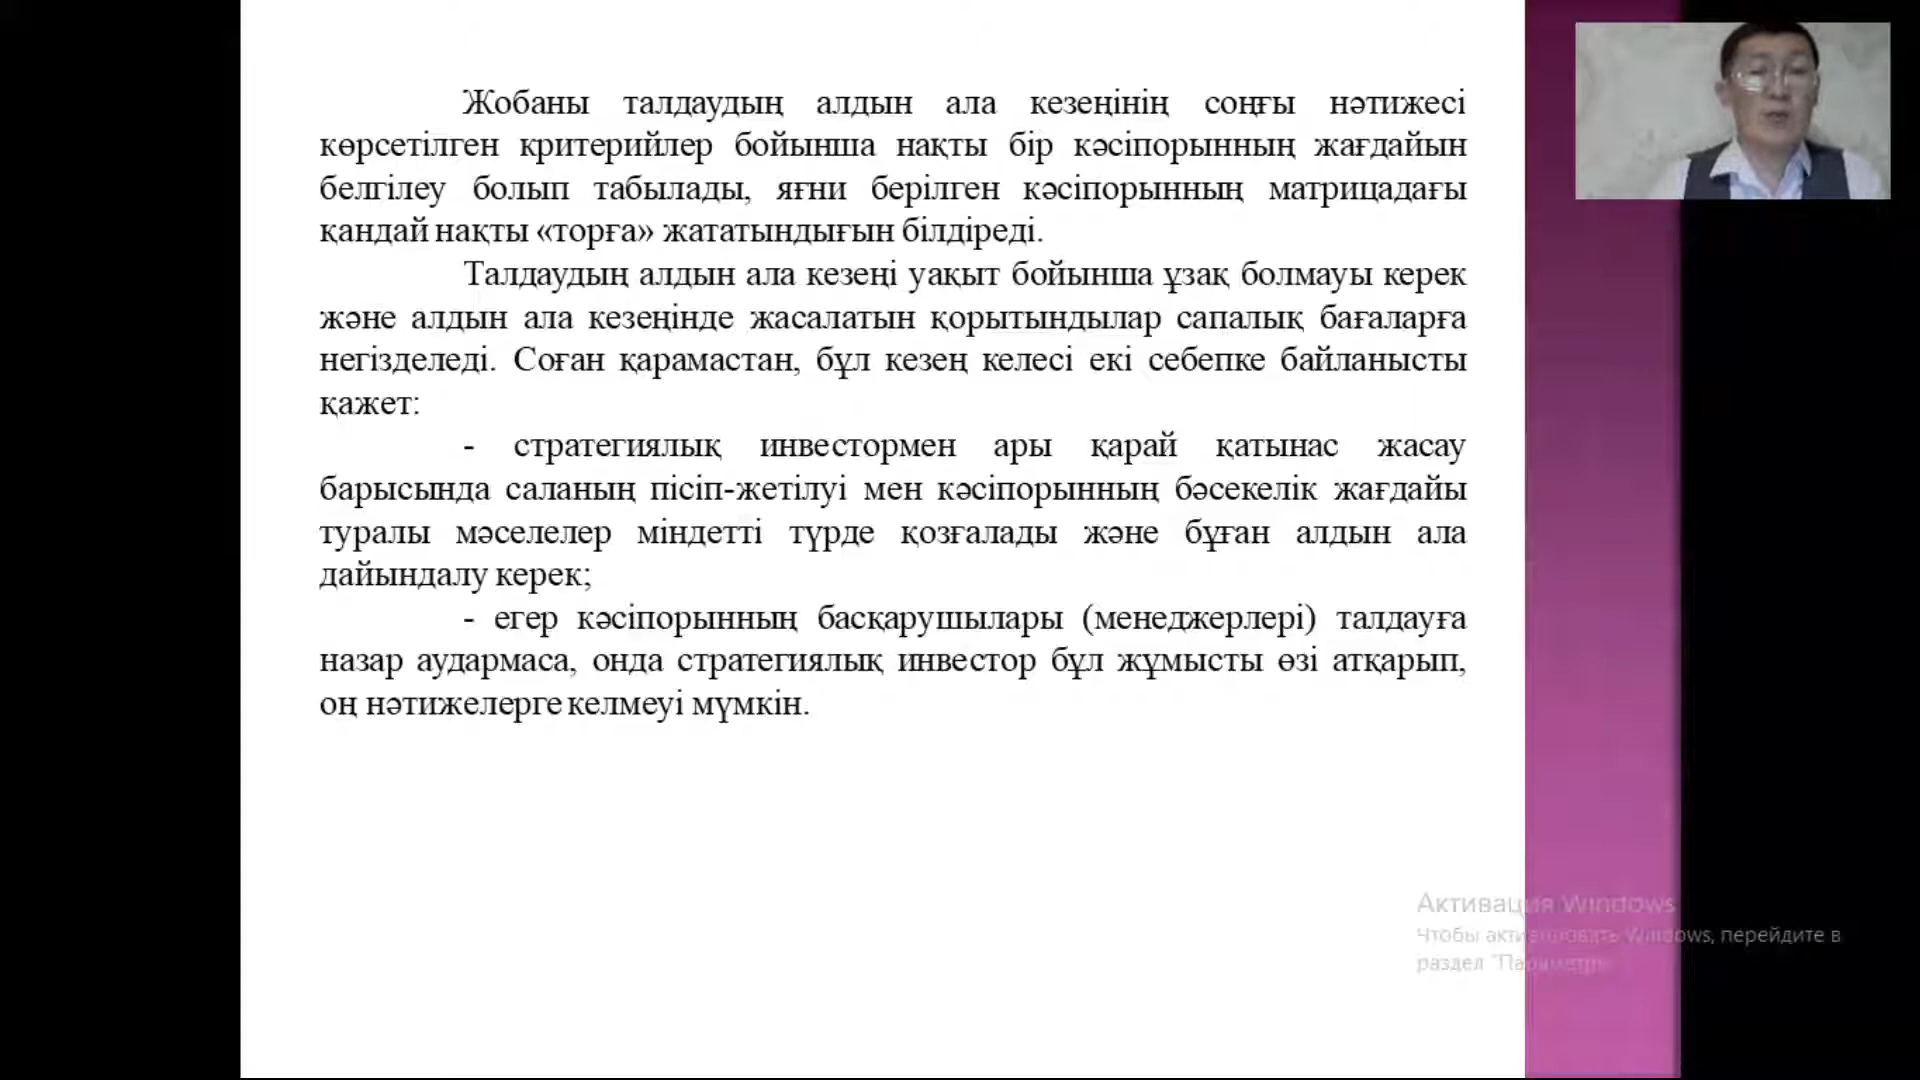 Жобаны талдаудың алдын ала кезеңінің соңғы нәтижесі
көрсетілген критерийлер бойынша нақты бір кәсіпорынның жағдайын
белгілеу болып табылады, яғни берілген кәсіпорынның матрицадағы
қандай нақты «торға» жататындығын білдіреді.
Талдаудың алдын ала кезеңі уақыт бойынша ұзақ болмауы керек
және алдын ала кезеңінде жасалатын қорытындылар сапалық бағаларға
негізделеді. Соған қарамастан, бұл кезең келесі екі себепке байланысты
қажет:
- стратегиялық инвестормен ары қарай қатынас жасау
барысында саланың пісіп-жетілуі мен кәсіпорынның бәсекелік жағдайы
туралы мәселелер міндетті түрде қозғалады және бұған алдын ала
дайындалу керек;
- егер кәсіпорынның басқарушылары (менеджерлері) талдауға
назар аудармаса, онда стратегиялық инвестор бұл жұмысты өзі атқарып,
оң нәтижелерге келмеуі мүмкін.
Активация Windows
Чтобы активировать Windows, перейдите в
раздел "Параметры